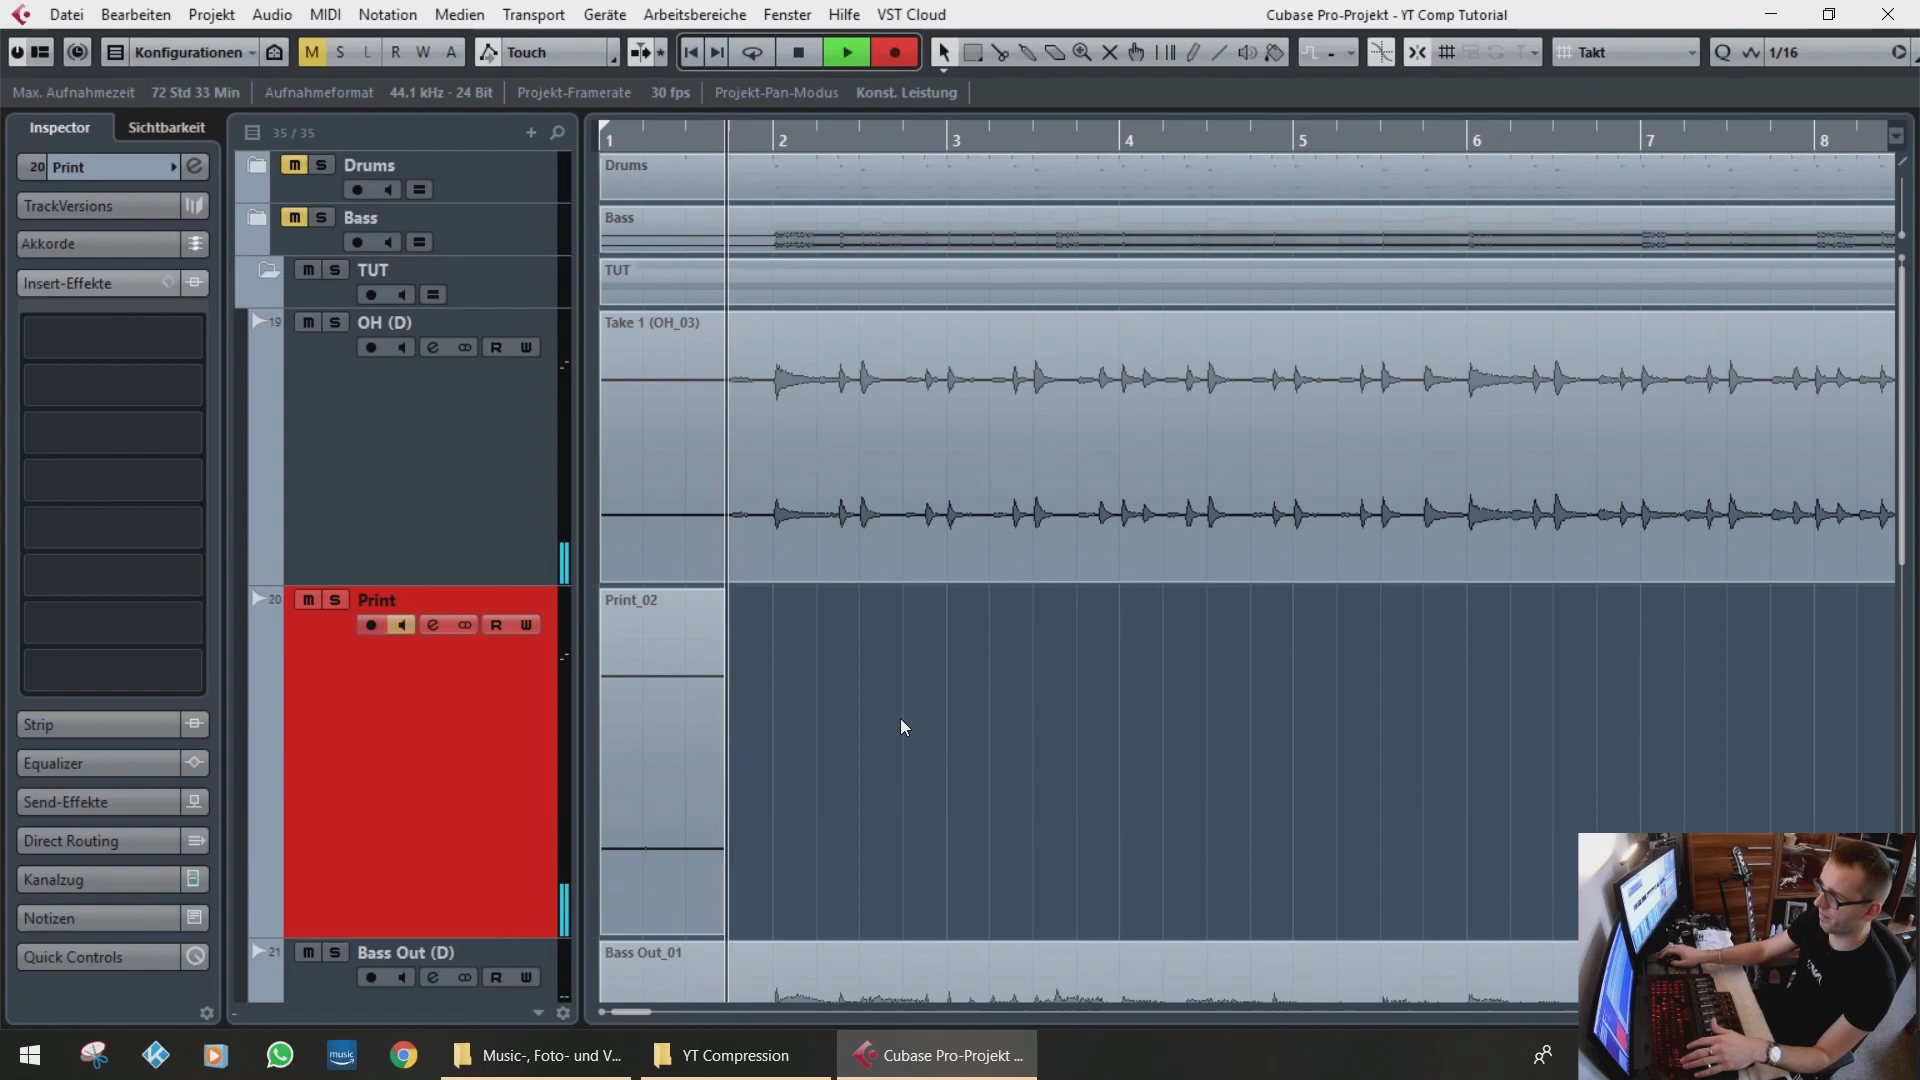 Datei Bearbeiten Projekt Audio MIDI Notation Medien Transport Geräte Arbeitsbereiche Fenster Hilfe VST Cloud Cubase Pro-Projekt - YT Comp Tutorial
Konfigurationen M S L R W A Touch Takt Q 1/16
Max. Aufnahmezeit 72 Std 33 Min Aufnahmeformat 44.1 kHz - 24 Bit Projekt-Framerate 30 fps Projekt-Pan-Modus Konst. Leistung
Inspector Sichtbarkeit 35 / 35
1 2 3 4 5 6 7 8
20 Print
TrackVersions
Akkorde
Insert-Effekte
Strip
Equalizer
Send-Effekte
Direct Routing
Kanalzug
Notizen
Quick Controls
m S Drums
m S Bass
m S TUT
19 m S OH (D)
e R W
20 m S Print
e R W
21 m S Bass Out (D)
e R W
Drums
Bass
TUT
Take 1 (OH_03)
Print_02
Bass Out_01
music Music-, Foto- und V... YT Compression Cubase Pro-Projekt ...